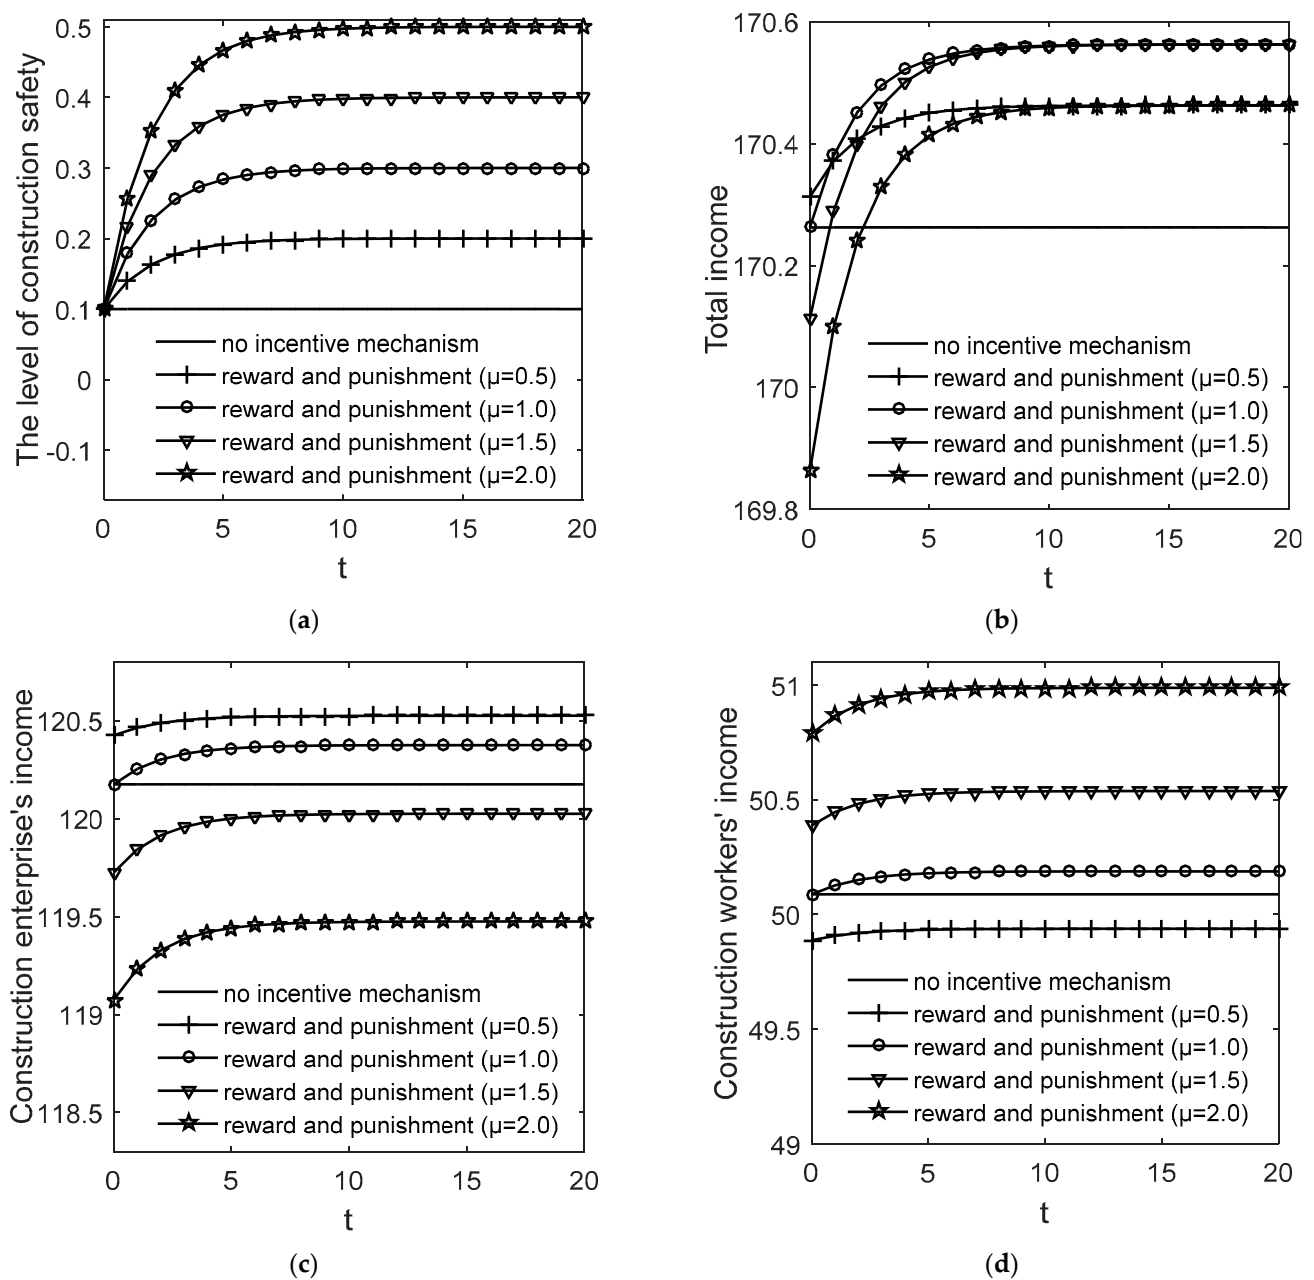 (a)
The level of construction safety
0.5
0.4
0.3
0.2
0.1
0
-0.1
no incentive mechanism
reward and punishment (μ=0.5)
reward and punishment (μ=1.0)
reward and punishment (μ=1.5)
reward and punishment (μ=2.0)
0 5 10 15 20
t
Total income
170.6
170.4
170.2
170
169.8
no incentive mechanism
reward and punishment (μ=0.5)
reward and punishment (μ=1.0)
reward and punishment (μ=1.5)
reward and punishment (μ=2.0)
0 5 10 15 20
t
(b)
Construction enterprise's income
120.5
120
119.5
119
118.5
no incentive mechanism
reward and punishment (μ=0.5)
reward and punishment (μ=1.0)
reward and punishment (μ=1.5)
reward and punishment (μ=2.0)
0 5 10 15 20
t
(c)
Construction workers' income
51
50.5
50
49.5
49
no incentive mechanism
reward and punishment (μ=0.5)
reward and punishment (μ=1.0)
reward and punishment (μ=1.5)
reward and punishment (μ=2.0)
0 5 10 15 20
t
(d)